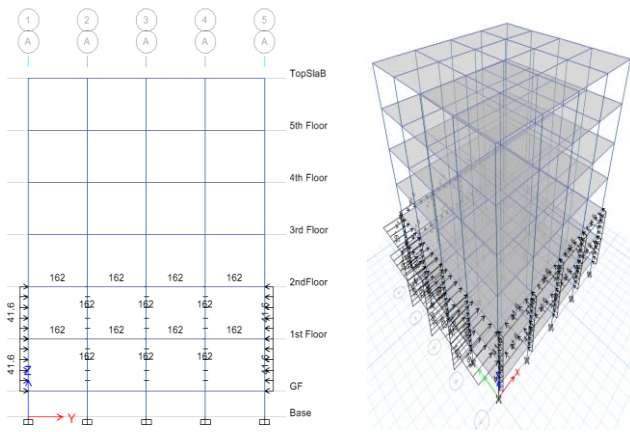 1 2 3 4 5
A A A A A
TopSlaB
5th Floor
4th Floor
3rd Floor
2ndFloor
162 162 162 162
162 162 162
41.6 41.6
1st Floor
162 162 162 162
162 162 162
41.6 41.6
Z
GF
Base
Y
X